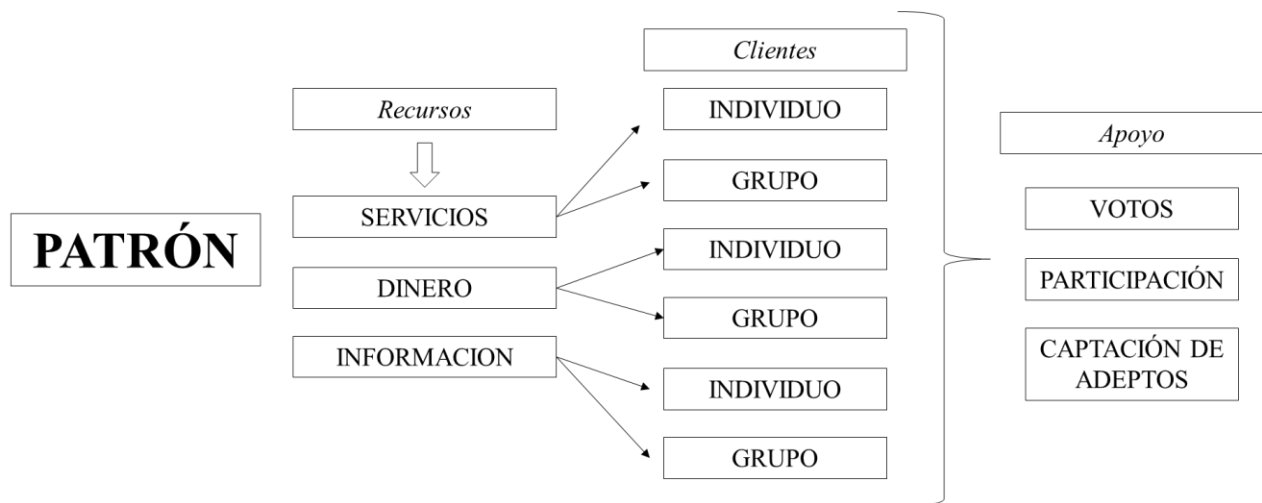 PATRÓN
Recursos
SERVICIOS
DINERO
INFORMACION
Clientes
INDIVIDUO
GRUPO
INDIVIDUO
GRUPO
INDIVIDUO
GRUPO
Apoyo
VOTOS
PARTICIPACIÓN
CAPTACIÓN DE
ADEPTOS